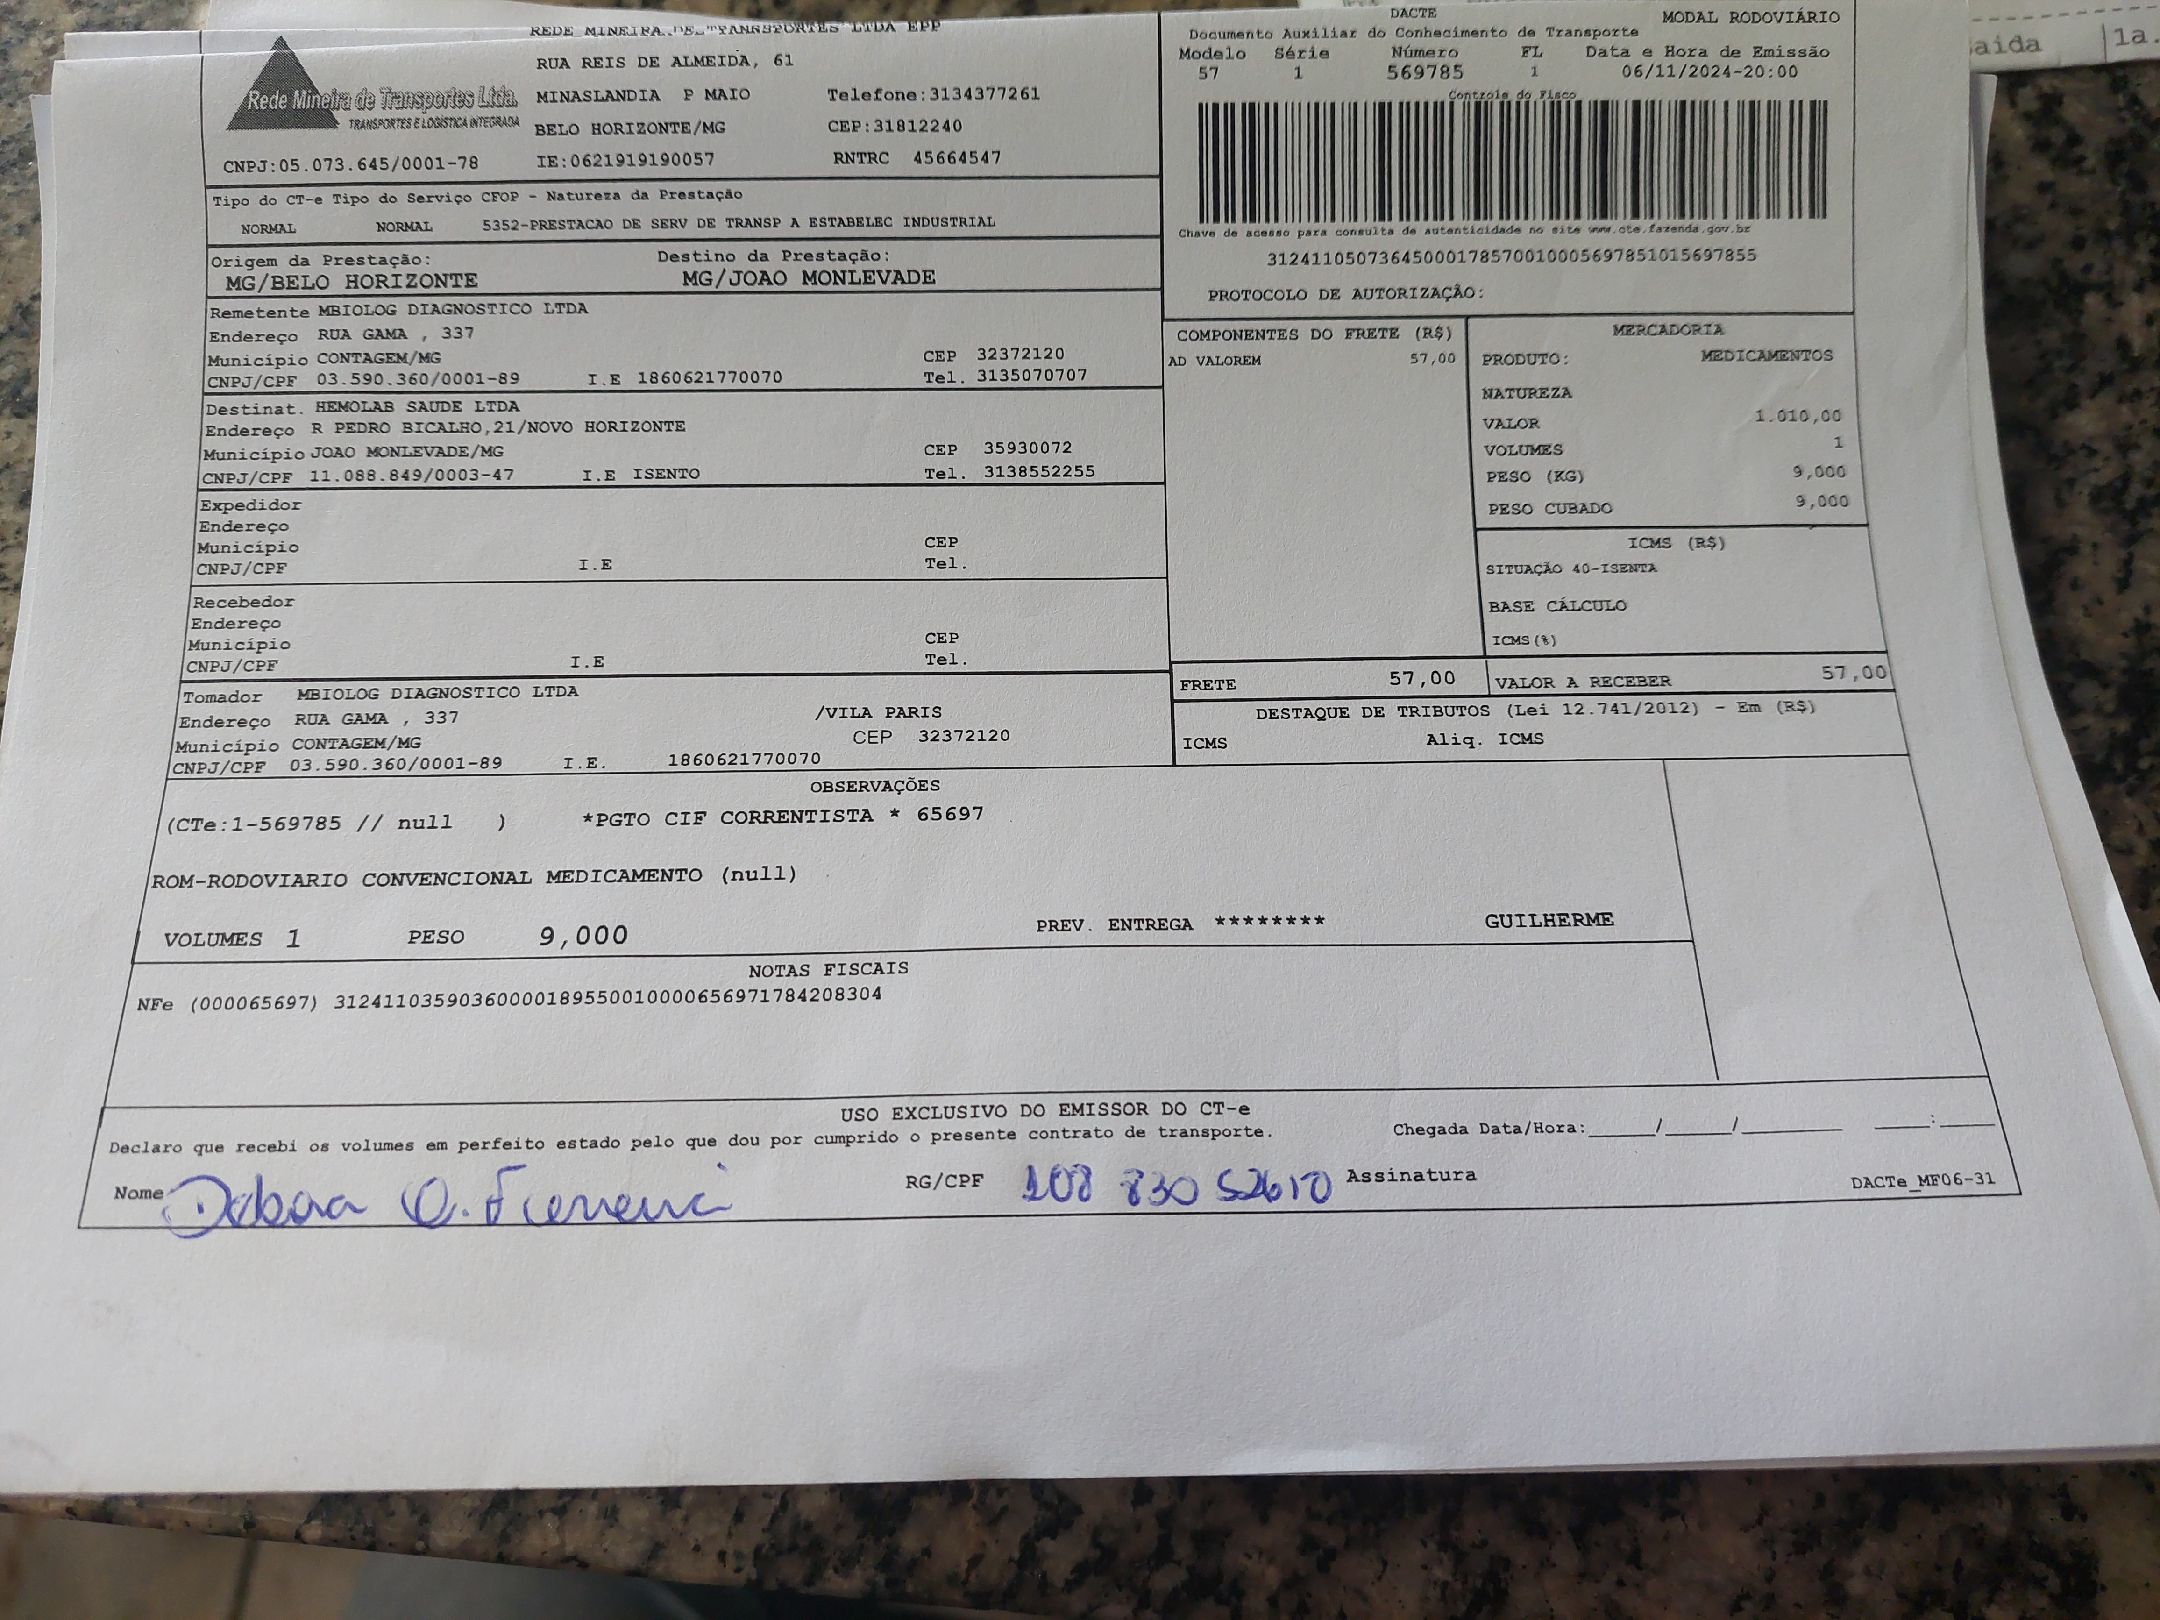 REDE MINEIRA DE TRANSPORTES LTDA EPP
RUA REIS DE ALMEIDA, 61
MINASLANDIA P MAIO Telefone:3134377261
BELO HORIZONTE/MG CEP:31812240
Rede Mineira de Transportes Ltda.
TRANSPORTES E LOGÍSTICA INTEGRADA
CNPJ:05.073.645/0001-78 IE:0621919190057 RNTRC 45664547
DACTE MODAL RODOVIÁRIO
Documento Auxiliar do Conhecimento de Transporte
Modelo Série Número FL Data e Hora de Emissão
57 1 569785 1 06/11/2024-20:00
Controle do Fisco
Chave de acesso para consulta de autenticidade no site www.cte.fazenda.gov.br
31241105073645000178570010005697851015697855
PROTOCOLO DE AUTORIZAÇÃO:
aida 1a.
Tipo do CT-e Tipo do Serviço CFOP - Natureza da Prestação
NORMAL NORMAL 5352-PRESTACAO DE SERV DE TRANSP A ESTABELEC INDUSTRIAL
Origem da Prestação: Destino da Prestação:
MG/BELO HORIZONTE MG/JOAO MONLEVADE
Remetente MBIOLOG DIAGNOSTICO LTDA
Endereço RUA GAMA , 337
Município CONTAGEM/MG CEP 32372120
CNPJ/CPF 03.590.360/0001-89 I.E 1860621770070 Tel. 3135070707
Destinat. HEMOLAB SAUDE LTDA
Endereço R PEDRO BICALHO,21/NOVO HORIZONTE
Município JOAO MONLEVADE/MG CEP 35930072
CNPJ/CPF 11.088.849/0003-47 I.E ISENTO Tel. 3138552255
Expedidor
Endereço
Município CEP
CNPJ/CPF I.E Tel.
Recebedor
Endereço
Município CEP
CNPJ/CPF I.E Tel.
Tomador MBIOLOG DIAGNOSTICO LTDA
Endereço RUA GAMA , 337 /VILA PARIS
Município CONTAGEM/MG CEP 32372120
CNPJ/CPF 03.590.360/0001-89 I.E. 1860621770070
COMPONENTES DO FRETE (R$)
AD VALOREM 57,00
MERCADORIA
PRODUTO: MEDICAMENTOS
NATUREZA
VALOR 1.010,00
VOLUMES 1
PESO (KG) 9,000
PESO CUBADO 9,000
ICMS (R$)
SITUAÇÃO 40-ISENTA
BASE CÁLCULO
ICMS(%)
FRETE 57,00 VALOR A RECEBER 57,00
DESTAQUE DE TRIBUTOS (Lei 12.741/2012) - Em (R$)
ICMS Aliq. ICMS
OBSERVAÇÕES
(CTe:1-569785 // null ) *PGTO CIF CORRENTISTA * 65697
ROM-RODOVIARIO CONVENCIONAL MEDICAMENTO (null)
VOLUMES 1 PESO 9,000 PREV. ENTREGA ******** GUILHERME
NOTAS FISCAIS
NFe (000065697) 31241103590360000189550010000656971784208304
USO EXCLUSIVO DO EMISSOR DO CT-e
Declaro que recebi os volumes em perfeito estado pelo que dou por cumprido o presente contrato de transporte. Chegada Data/Hora:_____/_____/________ ____:____
Nome RG/CPF 108 830 52610 Assinatura DACTe_MF06-31